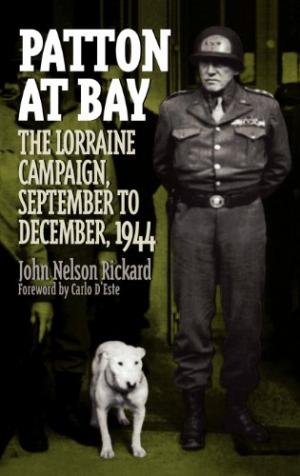 PATTON
AT BAY
THE LORRAINE
CAMPAIGN,
SEPTEMBER TO
DECEMBER, 1944
John Nelson Rickard
Foreword by Carlo D'Este